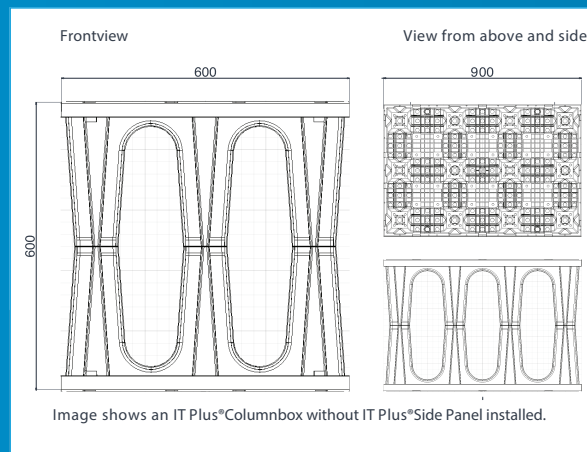 Frontview
View from above and side
600
900
600
Image shows an IT Plus®Columnbox without IT Plus®Side Panel installed.